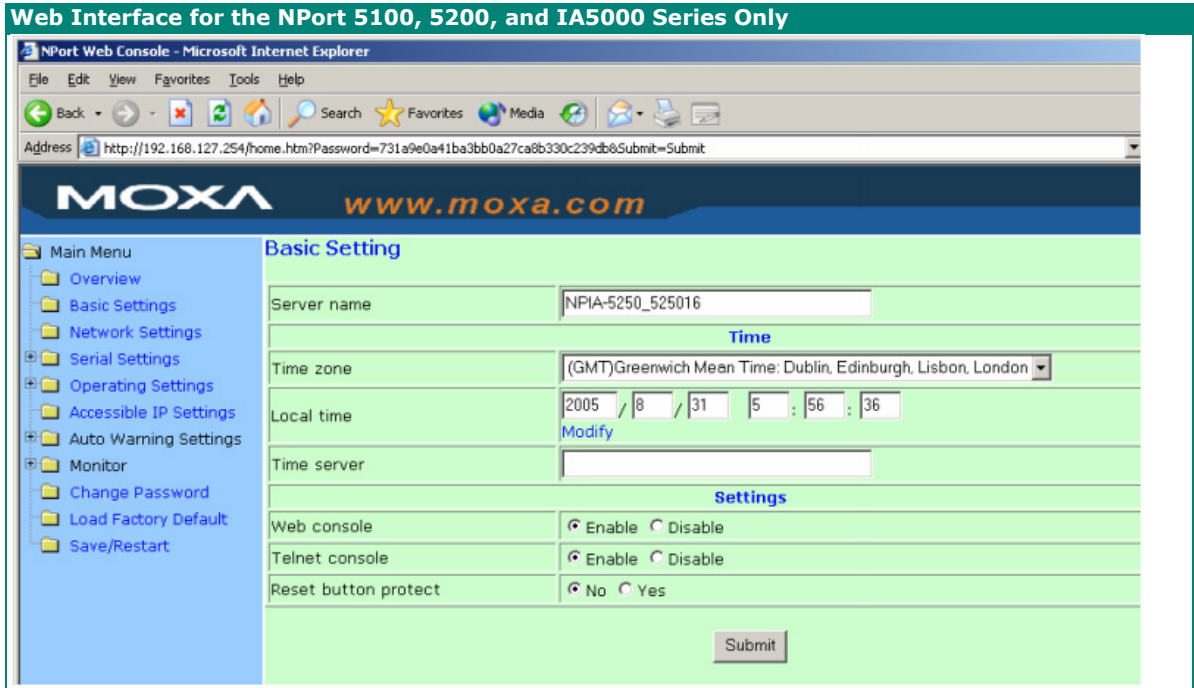 Web Interface for the NPort 5100, 5200, and IA5000 Series Only
NPort Web Console - Microsoft Internet Explorer
File Edit View Favorites Tools Help
Back Search Favorites Media
Address http://192.168.127.254/home.htm?Password=731a9e0a41ba3bb0a27ca8b330c239db&Submit=Submit
MOXA www.moxa.com
Main Menu
Overview
Basic Settings
Network Settings
Serial Settings
Operating Settings
Accessible IP Settings
Auto Warning Settings
Monitor
Change Password
Load Factory Default
Save/Restart
Basic Setting
Server name NPIA-5250_525016
Time
Time zone (GMT)Greenwich Mean Time: Dublin, Edinburgh, Lisbon, London
Local time 2005 / 8 / 31 5 : 56 : 36
Modify
Time server
Settings
Web console Enable Disable
Telnet console Enable Disable
Reset button protect No Yes
Submit